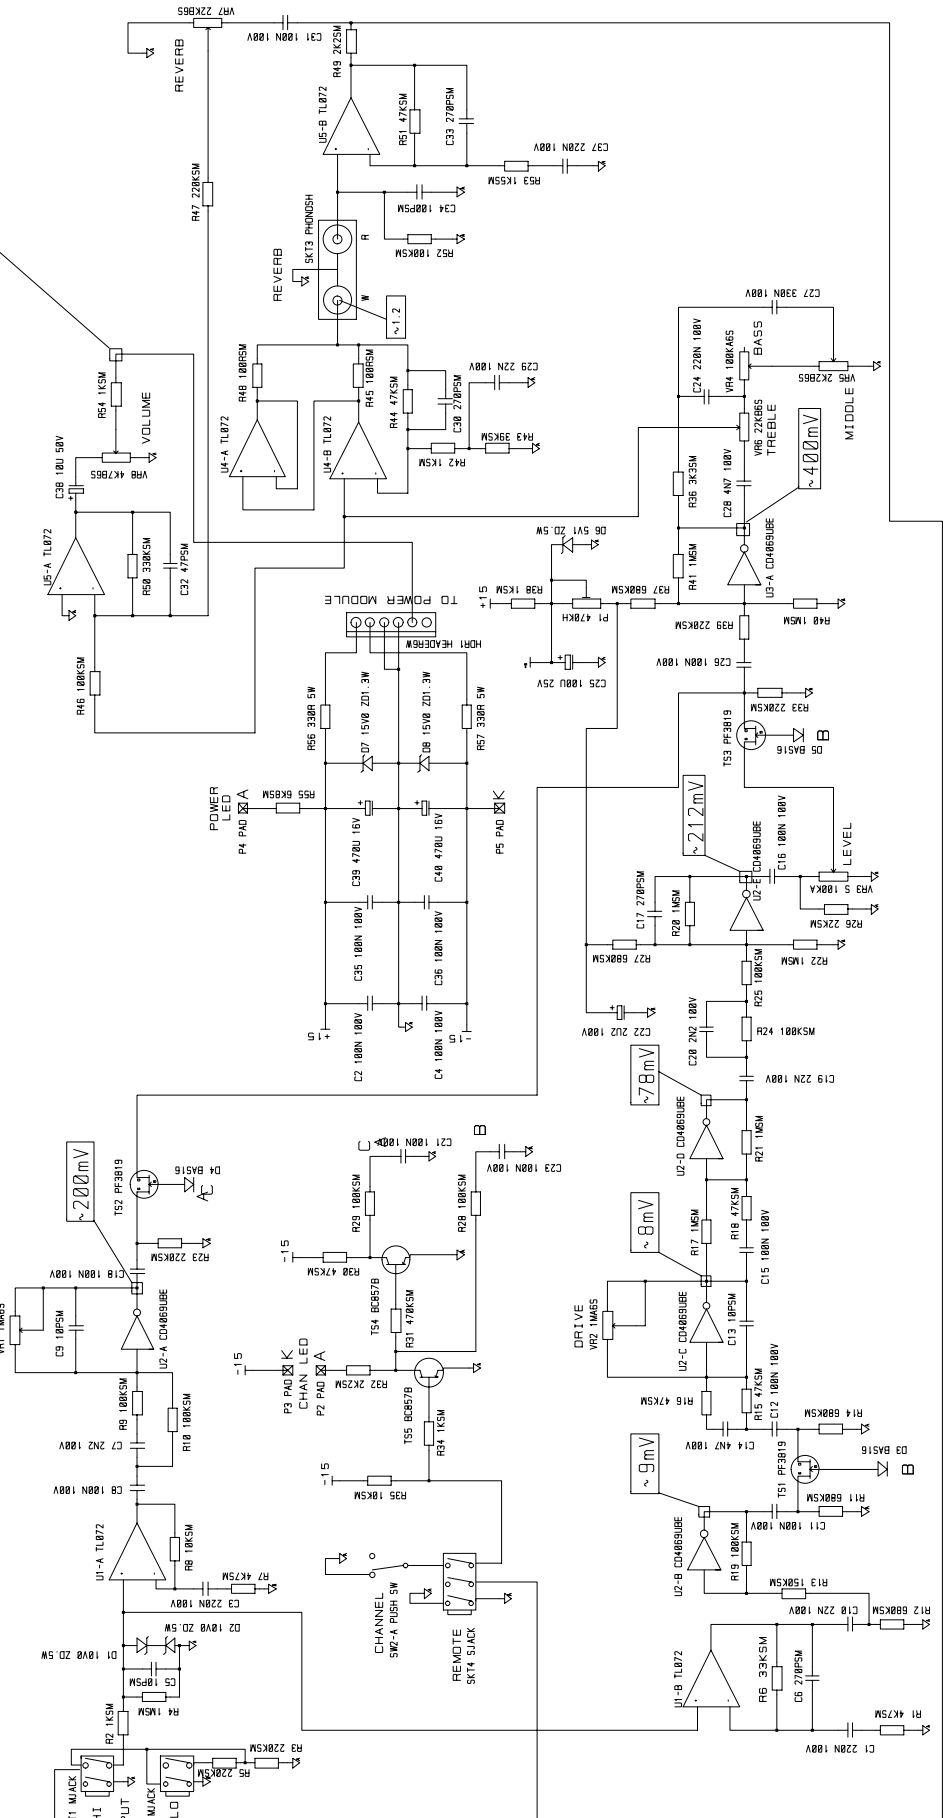 VR7 22KB6S
REVERB
C31 100N 100V
R49 2K2SM
U5-B TL072
R51 47KSM
C33 270PSM
C37 220N 100V
R53 1K5SM
R47 220KSM
C34 100PSM
R52 100KSM
SKT3 PHONOSH
REVERB
R
W
~1.2
C27 330N 100V
C24 220N 100V
VR4 100KA6S
BASS
VR5 2K2B6S
MIDDLE
VR6 22KB6S
TREBLE
R54 1KSM
VOLUME
VR8 4K7B6S
C38 10U 50V
R48 100RSM
R45 100RSM
R44 47KSM
C30 270PSM
C29 22N 100V
R43 39KSM
R42 1KSM
U4-A TL072
U4-B TL072
R36 3K3SM
C28 4N7 100V
~400mV
U5-A TL072
R50 330KSM
C32 47PSM
D6 5V1 ZD.5W
R41 1MSM
U3-A CD4069UBE
+15
R38 1KSM
P1 470KH
R37 680KSM
R40 1MSM
R39 220KSM
TO POWER MODULE
HDR1 HEADER6W
R46 100KSM
C25 100U 25V
C26 100N 100V
R33 220KSM
R56 330R 5W
D7 15V0 ZD1.3W
D8 15V0 ZD1.3W
R57 330R 5W
TS3 PF3819
D5 BAS16
B
POWER
LED
A
P4 PAD
R55 6K8SM
C39 470U 16V
C40 470U 16V
K
P5 PAD
~212mV
U2-E CD4069UBE
C16 100N 100V
LEVEL
VR3 S 100KA
R26 22KSM
C17 270PSM
R20 1MSM
R27 680KSM
R22 1MSM
C35 100N 100V
C36 100N 100V
R25 100KSM
C20 2N2 100V
R24 100KSM
C22 2U2
100V
+15
C2 100N 100V
C4 100N 100V
-15
C19 22N 100V
~78mV
U2-D CD4069UBE
R21 1MSM
~200mV
TS2 PF3819
D4 BAS16
AC
R23 220KSM
C18 100N 100V
C21 100N 100V
B
C23 100N
100V
R29 100KSM
R28 100KSM
-15
R30 47KSM
TS4 BC857B
R31 470KSM
~8mV
R17 1MSM
R18 47KSM
C15 100N 100V
DRIVE
VR2 1MA6S
U2-C CD4069UBE
C13 10PSM
C9 10PSM
U2-A CD4069UBE
-15
P3 PAD
K
CHAN LED
P2 PAD
A
R32 2K2SM
TS5 BC857B
R34 1KSM
R9 100KSM
R10 100KSM
C7 2N2 100V
C8 100N 100V
R16 47KSM
R15 47KSM
C12 100N 100V
C14 4N7 100V
R14 680KSM
TS1 PF3819
D3 BAS16
B
R11 680KSM
C11 100N
100V
-15
R35 10KSM
~9mV
U2-B CD4069UBE
R19 100KSM
R13 150KSM
U1-A TL072
R8 10KSM
R7 4K7SM
C3 220N
100V
CHANNEL
SW2-A PUSH SW
REMOTE
SKT4 SJACK
C10 22N
100V
R12 680KSM
D2 10V0 ZD.5W
D1 10V0 ZD.5W
C5 10PSM
R4 1MSM
R2 1KSM
U1-B TL072
R6 33KSM
C6 270PSM
C1 220N 100V
R1 4K7SM
R3 220KSM
R5 220KSM
MJACK
HI
MJACK
LO